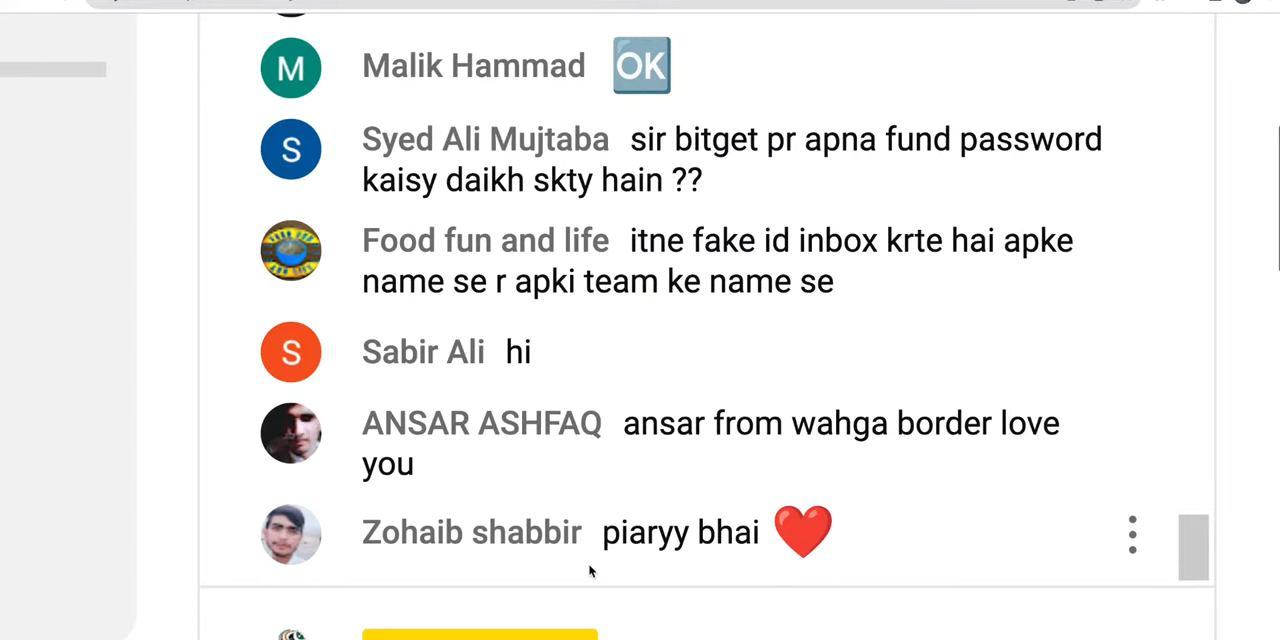 M Malik Hammad 🆗
S Syed Ali Mujtaba sir bitget pr apna fund password
kaisy daikh skty hain ??
Food fun and life itne fake id inbox krte hai apke
name se r apki team ke name se
S Sabir Ali hi
ANSAR ASHFAQ ansar from wahga border love
you
Zohaib shabbir piaryy bhai ❤️